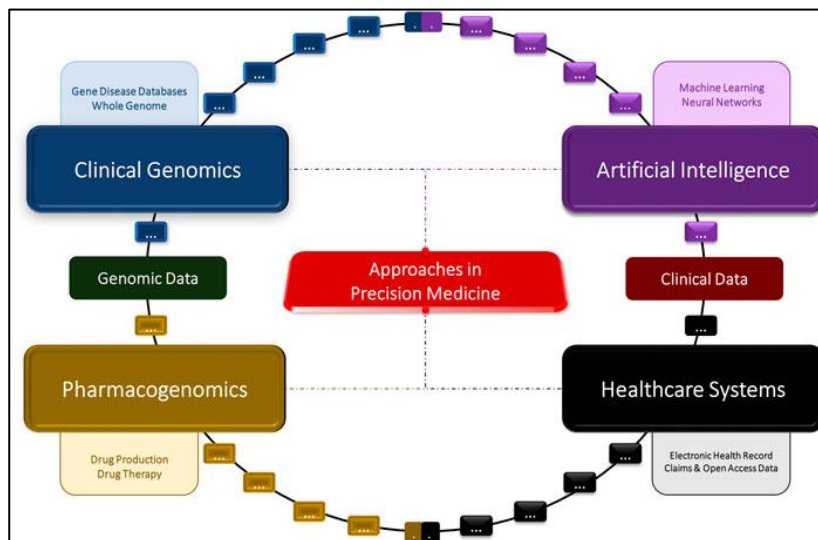 Gene Disease Databases
Whole Genome
Machine Learning
Neural Networks
Clinical Genomics
Artificial Intelligence
Genomic Data
Approaches in
Precision Medicine
Clinical Data
Pharmacogenomics
Healthcare Systems
Drug Production
Drug Therapy
Electronic Health Record
Claims & Open Access Data